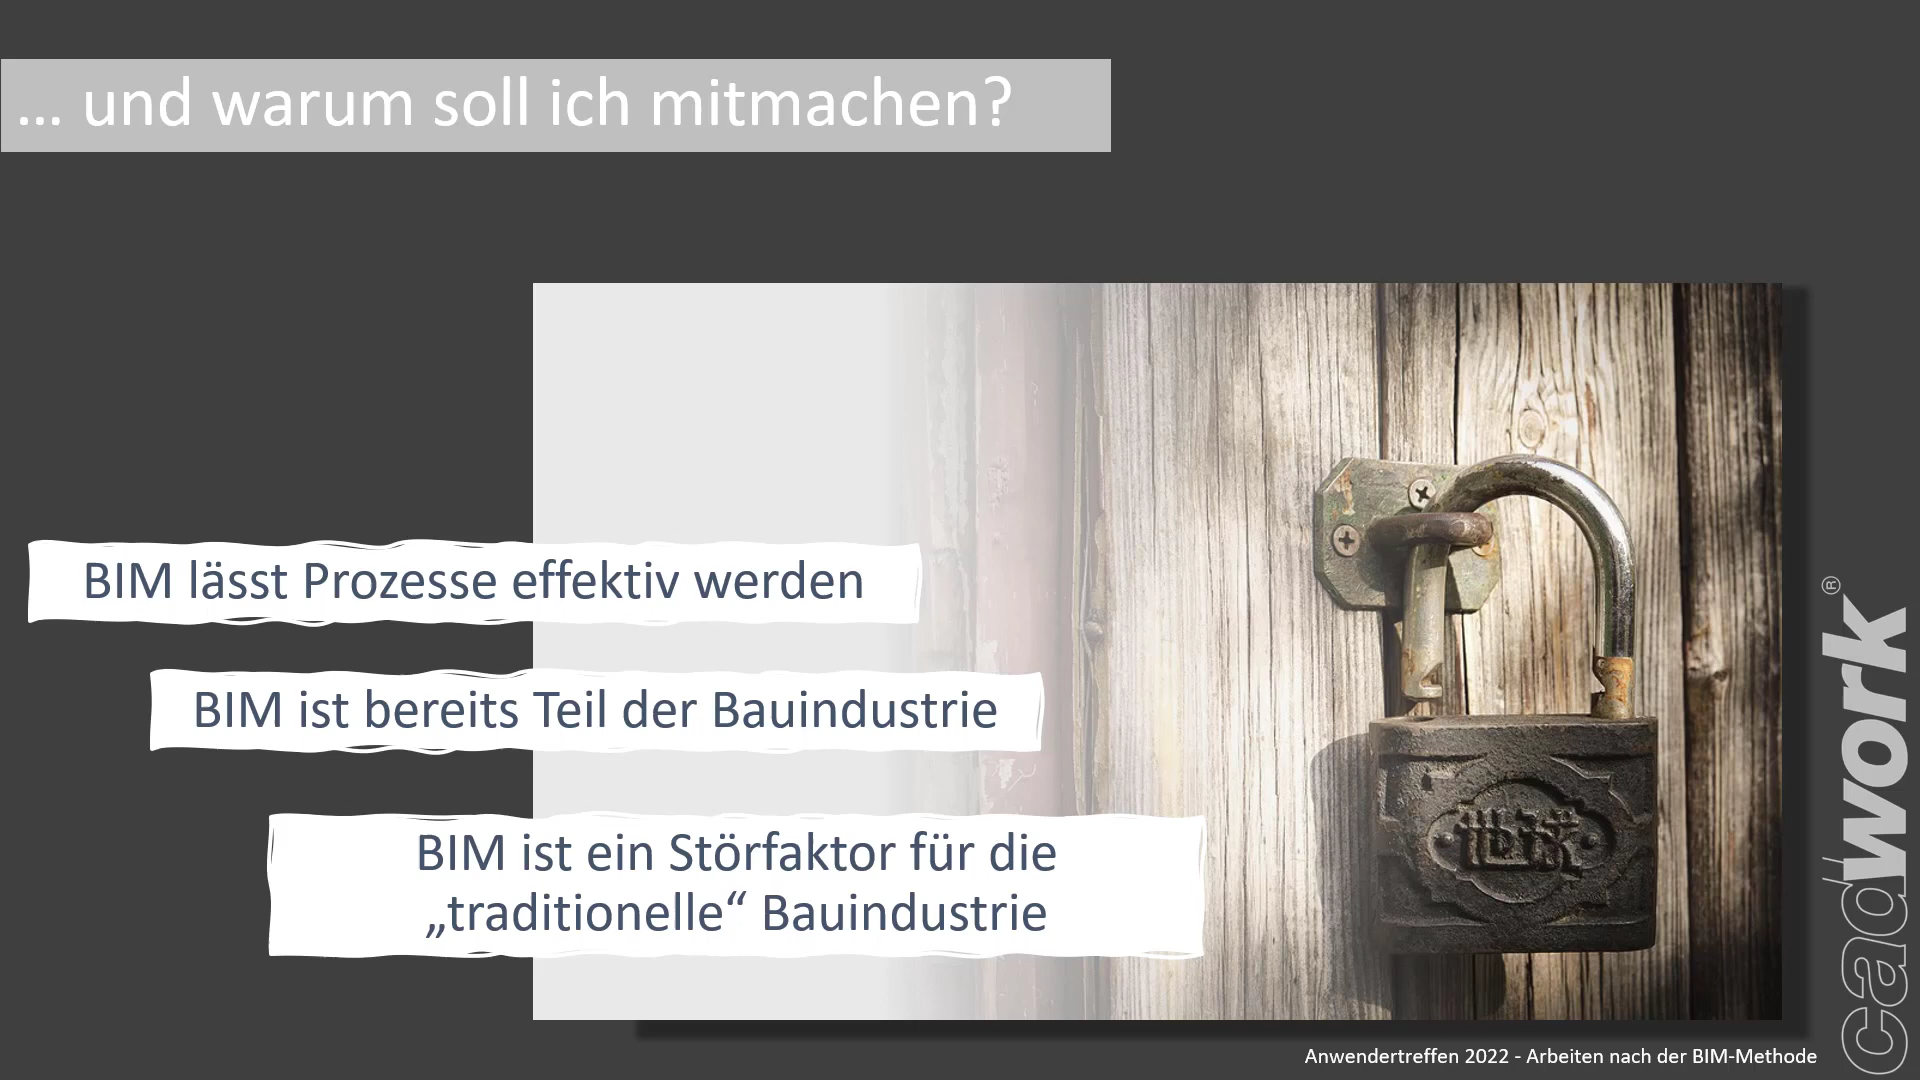 … und warum soll ich mitmachen?
BIM lässt Prozesse effektiv werden
BIM ist bereits Teil der Bauindustrie
BIM ist ein Störfaktor für die
„traditionelle“ Bauindustrie
cadwork®
Anwendertreffen 2022 - Arbeiten nach der BIM-Methode